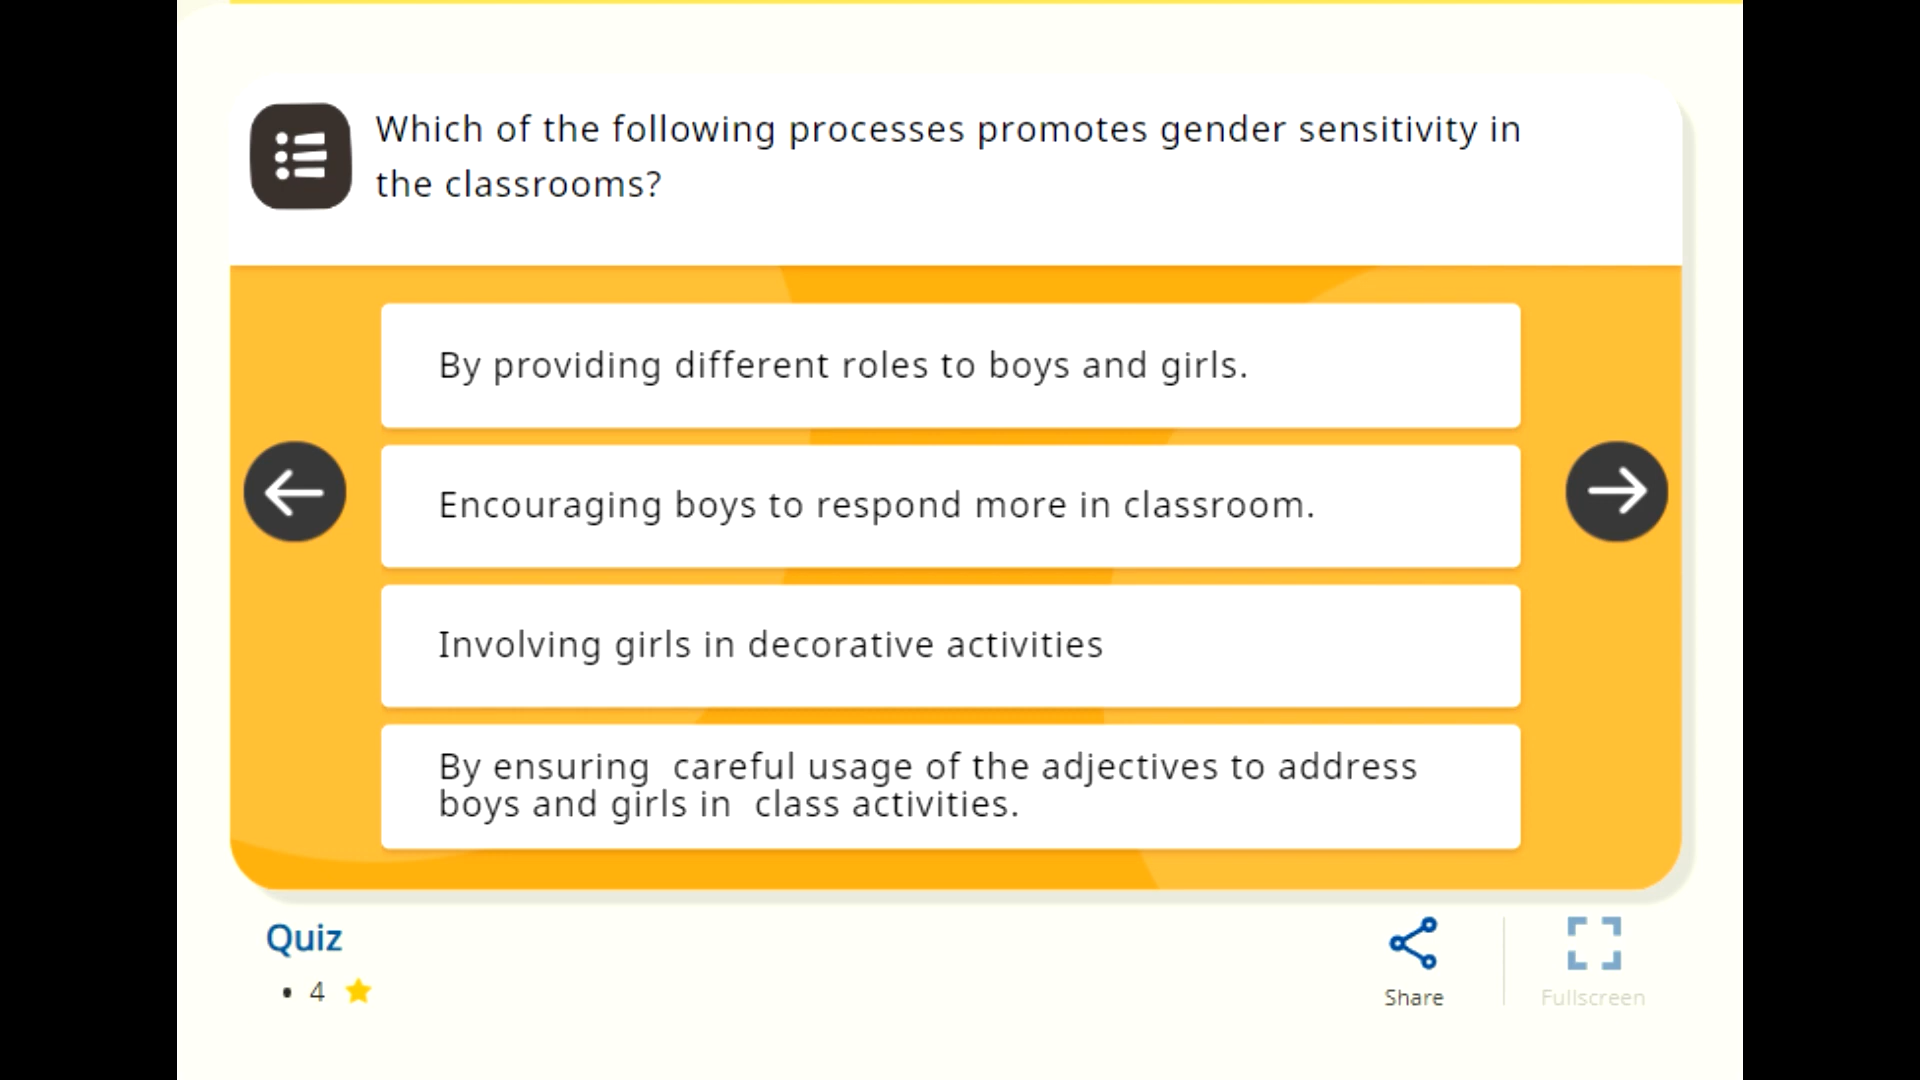 Which of the following processes promotes gender sensitivity in
the classrooms?
By providing different roles to boys and girls.
Encouraging boys to respond more in classroom.
Involving girls in decorative activities
By ensuring  careful usage of the adjectives to address
boys and girls in  class activities.
Quiz
• 4
Share
Fullscreen